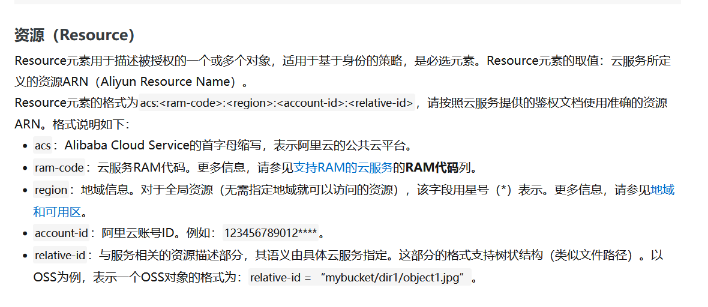 资源（Resource）
Resource元素用于描述被授权的一个或多个对象，适用于基于身份的策略，是必选元素。Resource元素的取值：云服务所定
义的资源ARN（Aliyun Resource Name）。
Resource元素的格式为acs:<ram-code>:<region>:<account-id>:<relative-id>，请按照云服务提供的鉴权文档使用准确的资源
ARN。格式说明如下：
• acs：Alibaba Cloud Service的首字母缩写，表示阿里云的公共云平台。
• ram-code：云服务RAM代码。更多信息，请参见支持RAM的云服务的RAM代码列。
• region：地域信息。对于全局资源（无需指定地域就可以访问的资源），该字段用星号（*）表示。更多信息，请参见地域
和可用区。
• account-id：阿里云账号ID。例如：123456789012****。
• relative-id：与服务相关的资源描述部分，其语义由具体云服务指定。这部分的格式支持树状结构（类似文件路径）。以
OSS为例，表示一个OSS对象的格式为：relative-id = “mybucket/dir1/object1.jpg”。